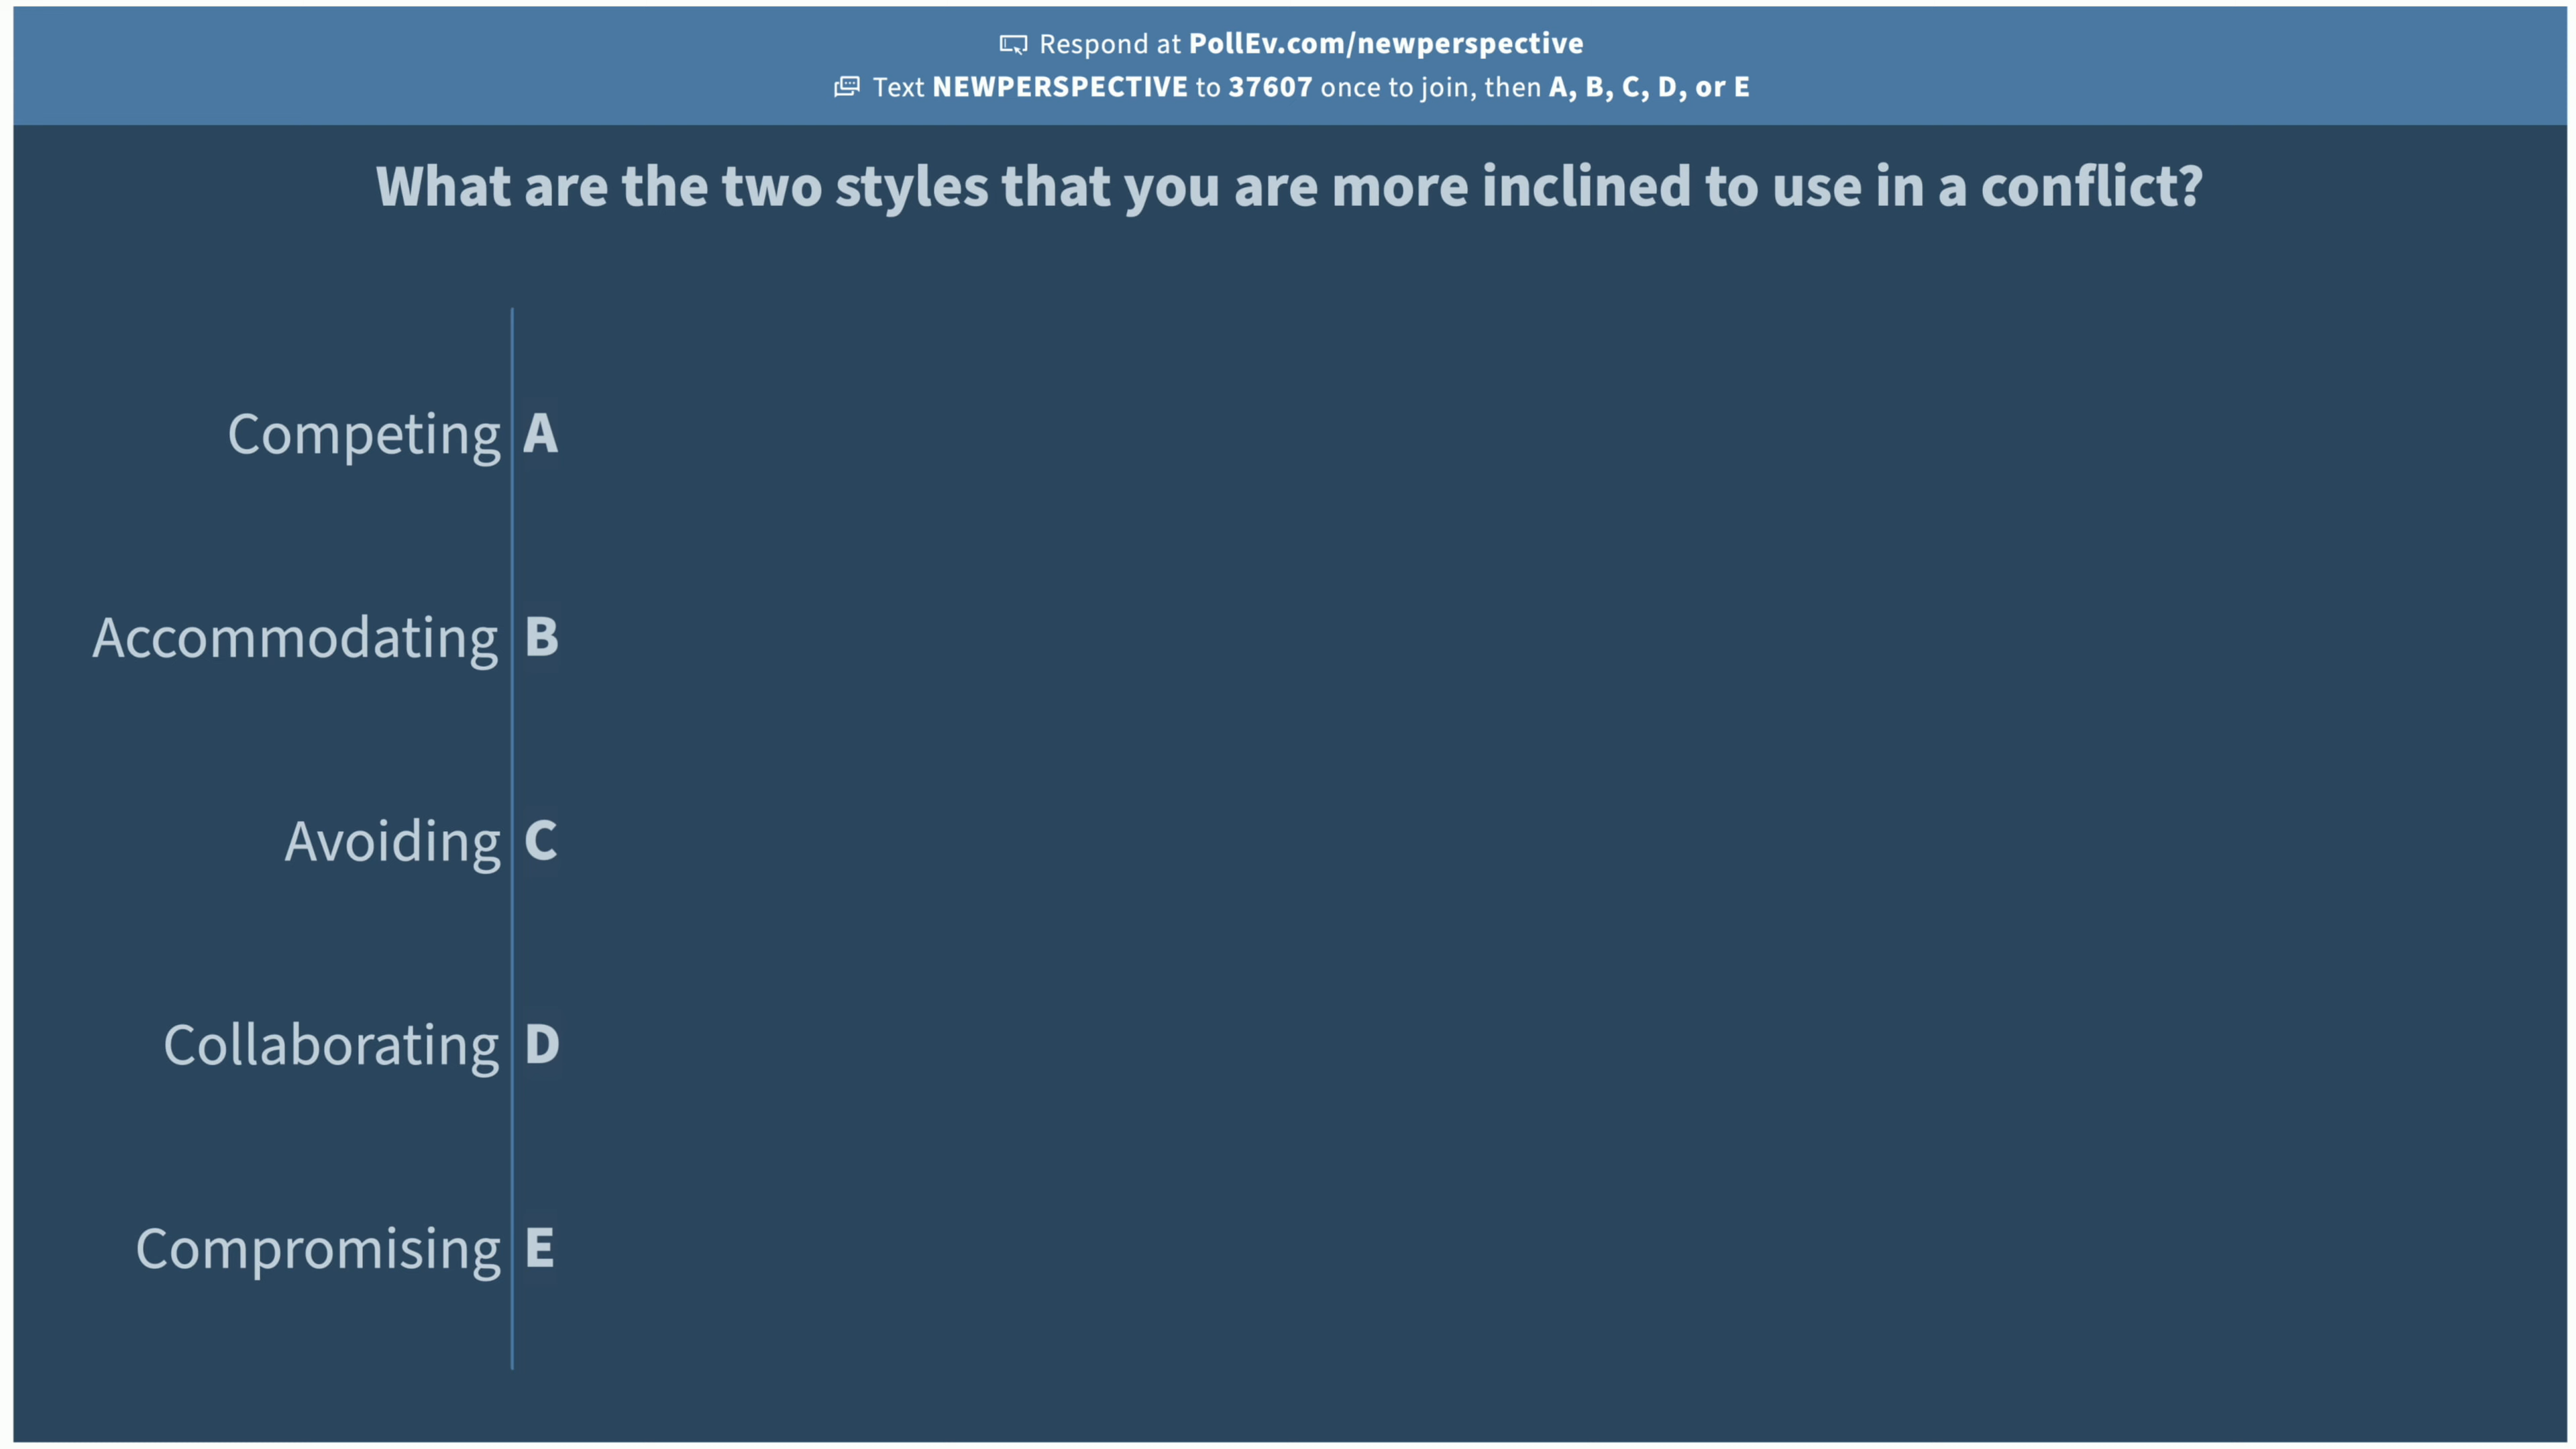 Respond at PollEv.com/newperspective
Text NEWPERSPECTIVE to 37607 once to join, then A, B, C, D, or E
What are the two styles that you are more inclined to use in a conflict?
Competing A
Accommodating B
Avoiding C
Collaborating D
Compromising E